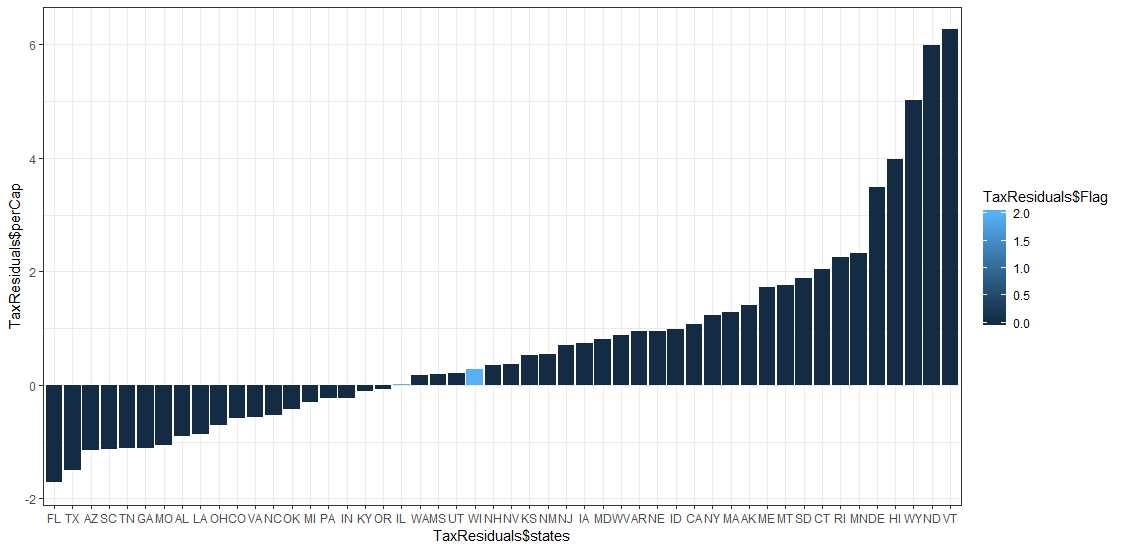 6
4
2
0
-2
TaxResiduals$perCap
FL TX AZ SC TN GA MO AL LA OH CO VA NC OK MI PA IN KY OR IL WA MS UT WI NH NV KS NM NJ IA MD WV AR NE ID CA NY MA AK ME MT SD CT RI MN DE HI WY ND VT
TaxResiduals$states
TaxResiduals$Flag
2.0
1.5
1.0
0.5
0.0